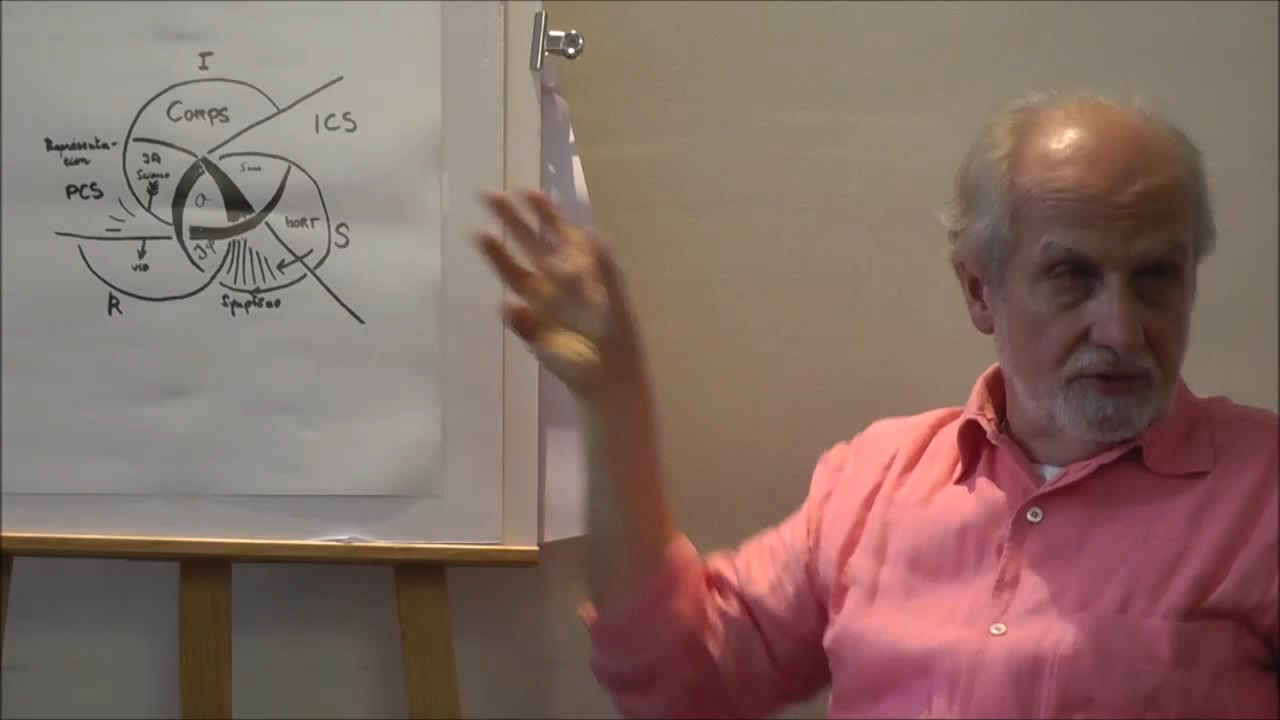 I
Corps
ICS
Représenta-
tion
JA
Science
Sens
PCS
a
MORT
S
Jφ
vie
R
Symptôme